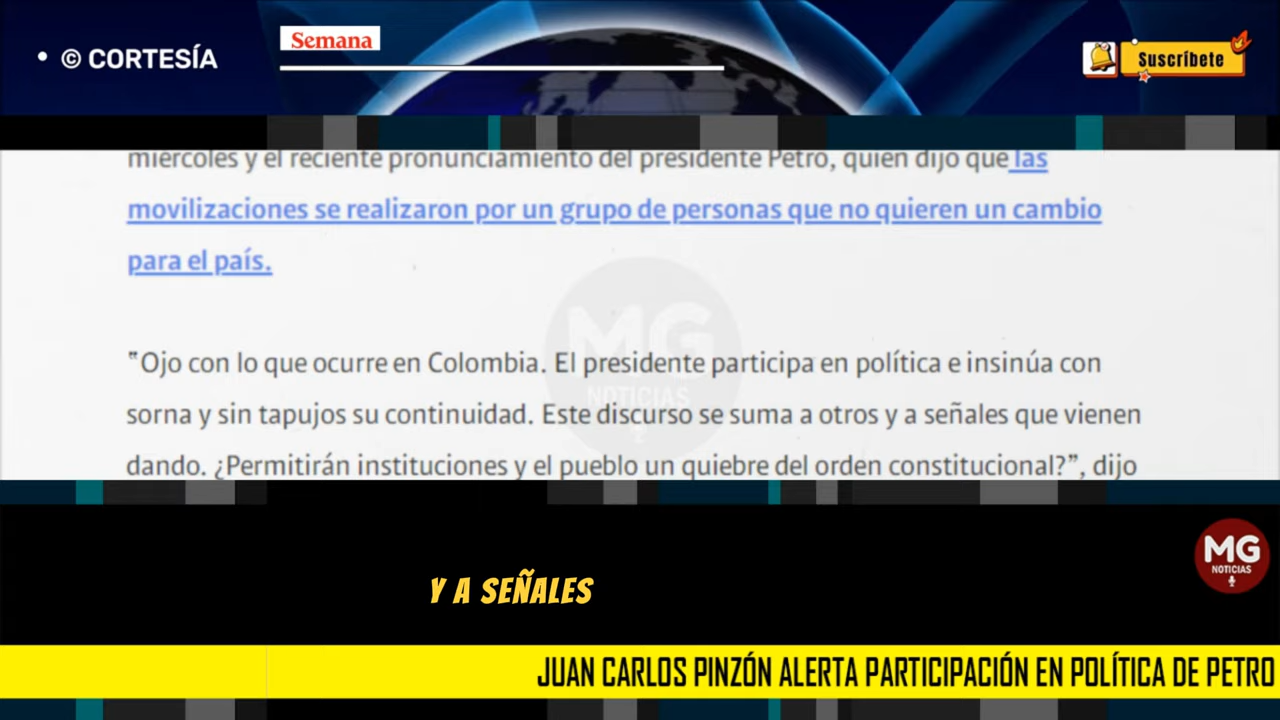 • © CORTESÍA
Semana
Suscríbete
miércoles y el reciente pronunciamiento del presidente Petro, quien dijo que las
movilizaciones se realizaron por un grupo de personas que no quieren un cambio
para el país.
"Ojo con lo que ocurre en Colombia. El presidente participa en política e insinúa con
sorna y sin tapujos su continuidad. Este discurso se suma a otros y a señales que vienen
dando. ¿Permitirán instituciones y el pueblo un quiebre del orden constitucional?”, dijo
MG
NOTICIAS
Y A SEÑALES
MG
NOTICIAS
JUAN CARLOS PINZÓN ALERTA PARTICIPACIÓN EN POLÍTICA DE PETRO